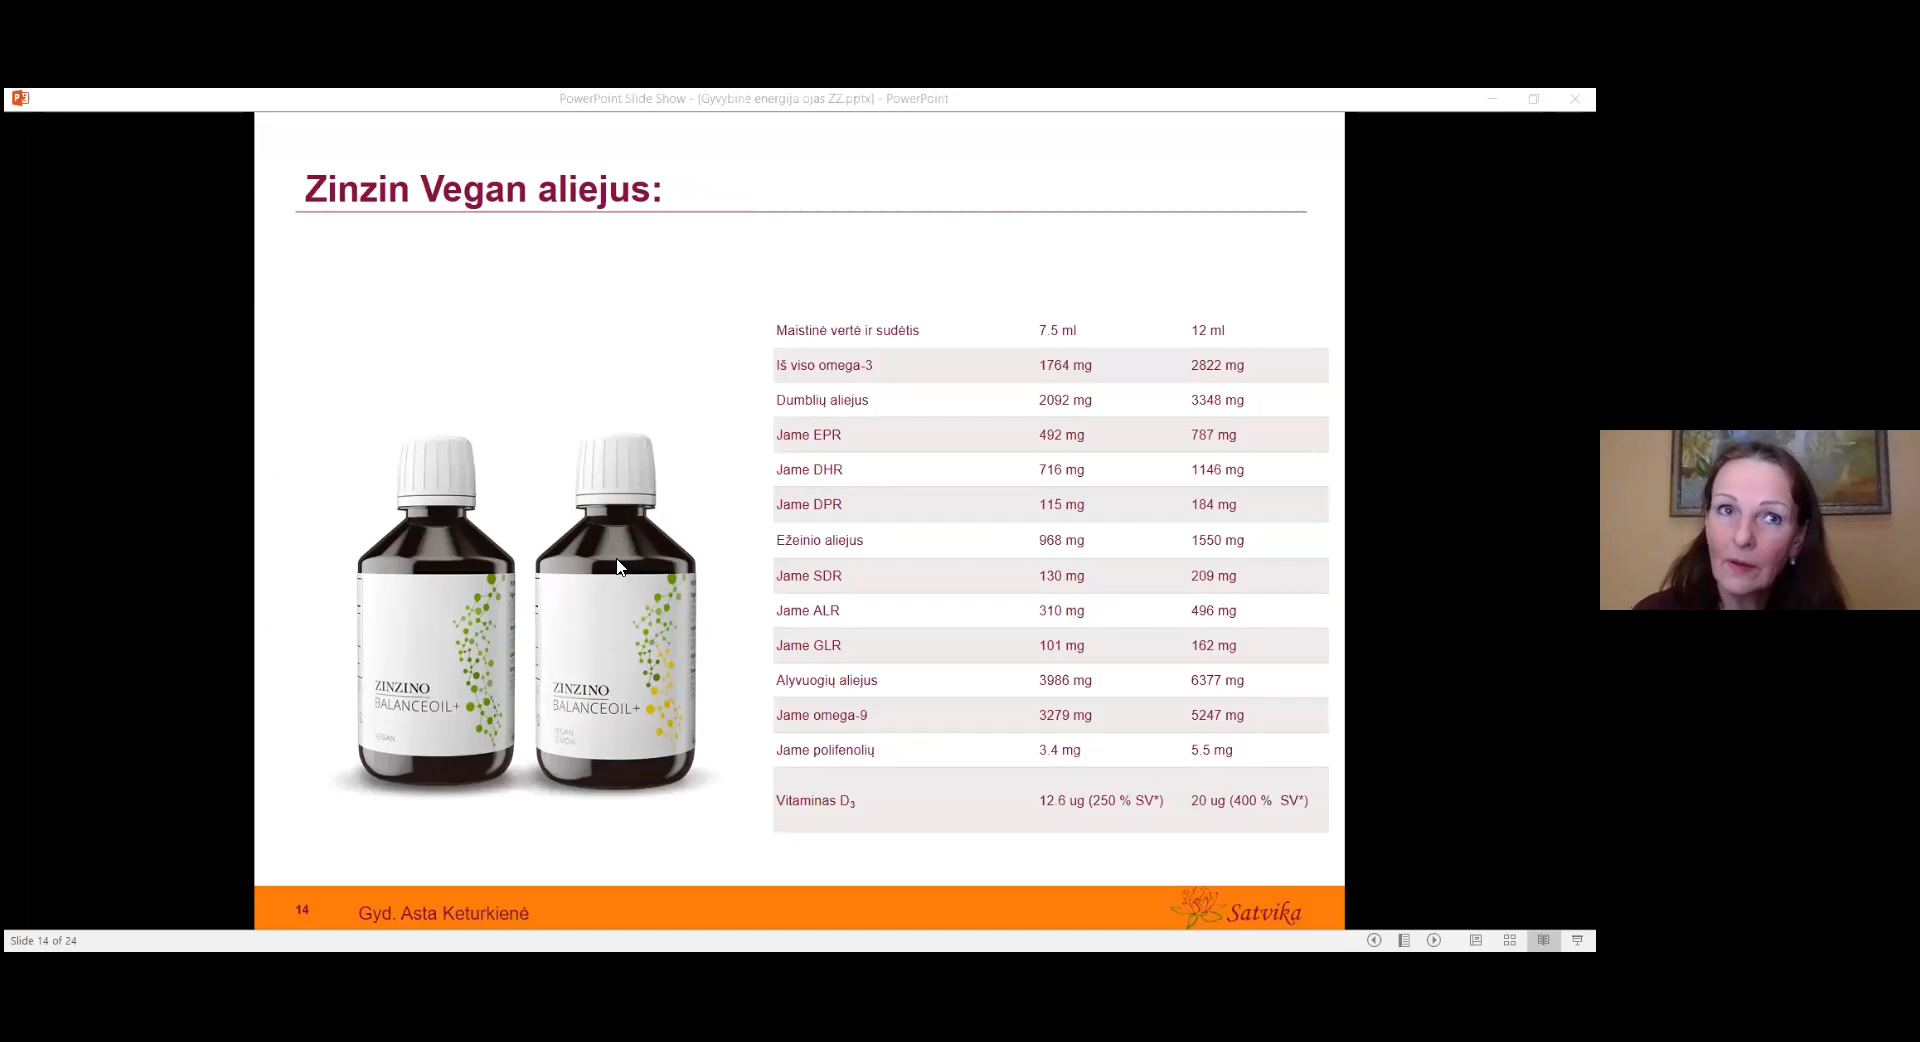 PowerPoint Slide Show - [Gyvybine energija ojas ZZ.pptx] - PowerPoint
Zinzin Vegan aliejus:
Maistinė vertė ir sudėtis 7.5 ml 12 ml
Iš viso omega-3 1764 mg 2822 mg
Dumblių aliejus 2092 mg 3348 mg
Jame EPR 492 mg 787 mg
Jame DHR 716 mg 1146 mg
Jame DPR 115 mg 184 mg
Ežeinio aliejus 968 mg 1550 mg
Jame SDR 130 mg 209 mg
Jame ALR 310 mg 496 mg
Jame GLR 101 mg 162 mg
Alyvuogių aliejus 3986 mg 6377 mg
Jame omega-9 3279 mg 5247 mg
Jame polifenolių 3.4 mg 5.5 mg
Vitaminas D₃ 12.6 ug (250 % SV*) 20 ug (400 % SV*)
ZINZINO
BALANCEOIL+
VEGAN
ZINZINO
BALANCEOIL+
VEGAN
LEMON
14 Gyd. Asta Keturkienė
Satvika
Slide 14 of 24